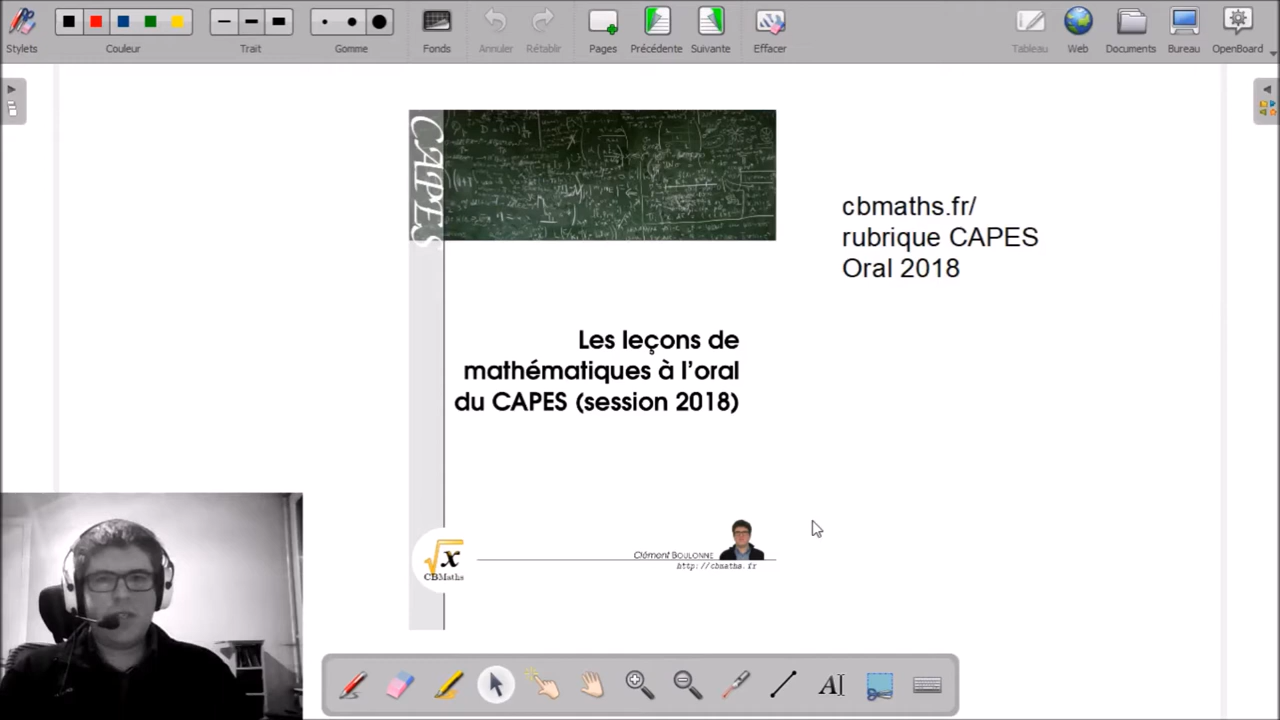 Stylets
Couleur
Trait
Gomme
Fonds
Annuler
Rétablir
Pages
Précédente
Suivante
Effacer
Tableau
Web
Documents
Bureau
OpenBoard
CAPES
cbmaths.fr/
rubrique CAPES
Oral 2018
Les leçons de
mathématiques à l'oral
du CAPES (session 2018)
√x
CBMaths
Clément BOULONNE
http://cbmaths.fr
AI